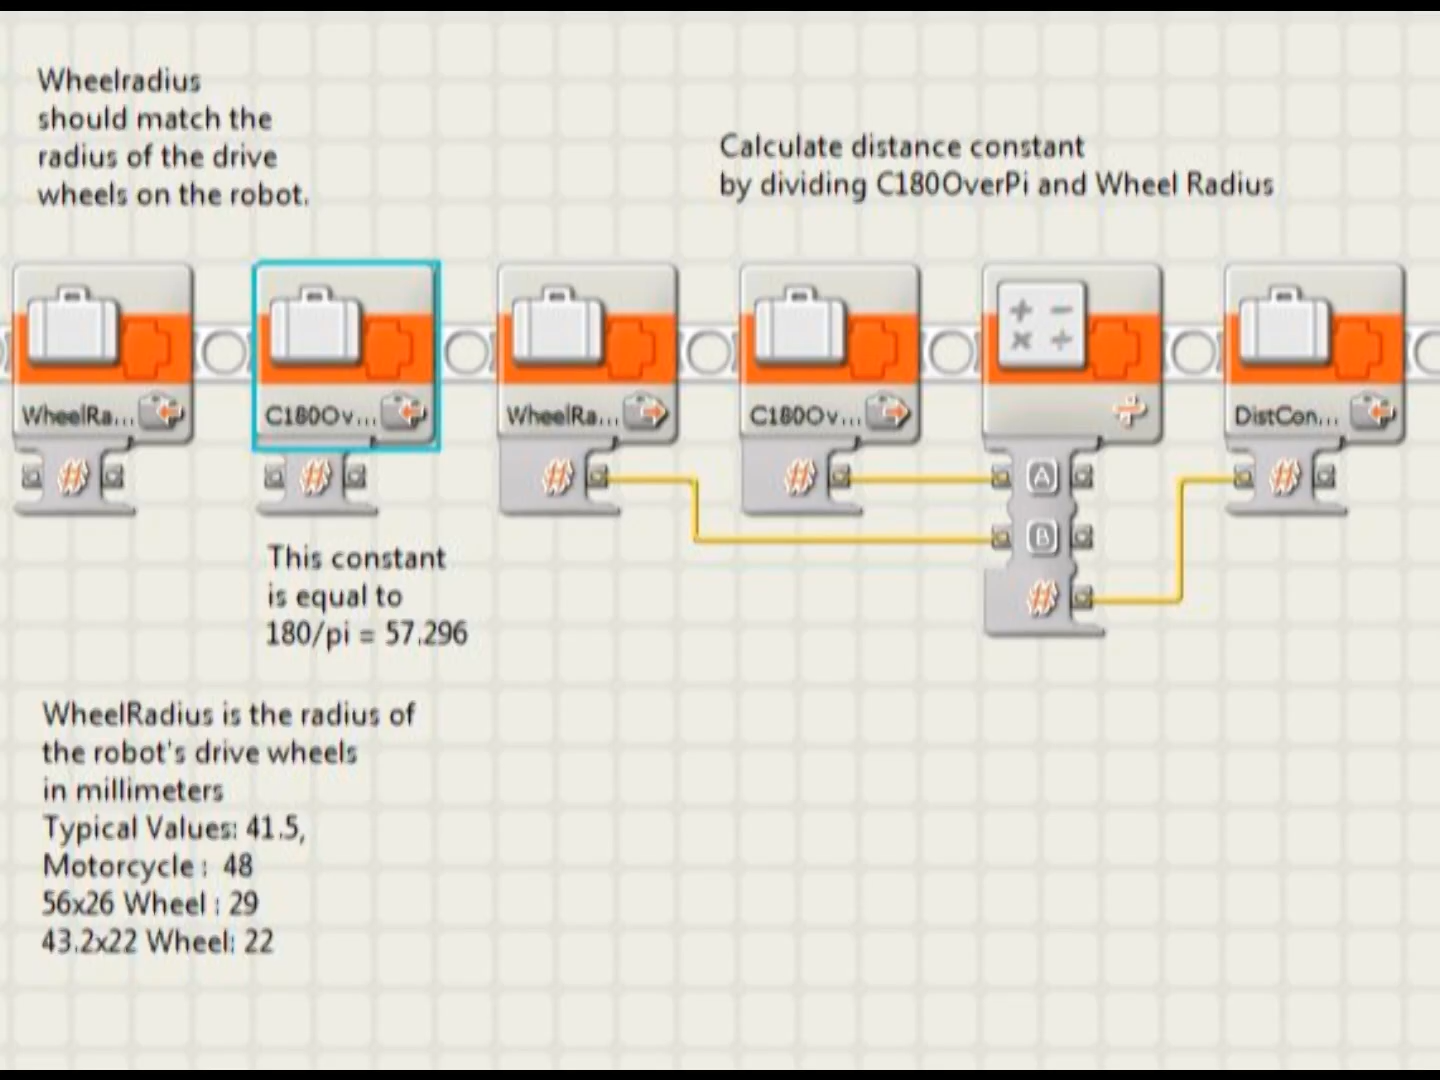 Wheelradius
should match the
radius of the drive
wheels on the robot.
Calculate distance constant
by dividing C180OverPi and Wheel Radius
WheelRa...
C180Ov...
WheelRa...
C180Ov...
DistCon...
A
B
This constant
is equal to
180/pi = 57.296
WheelRadius is the radius of
the robot's drive wheels
in millimeters
Typical Values: 41.5,
Motorcycle : 48
56x26 Wheel : 29
43.2x22 Wheel: 22